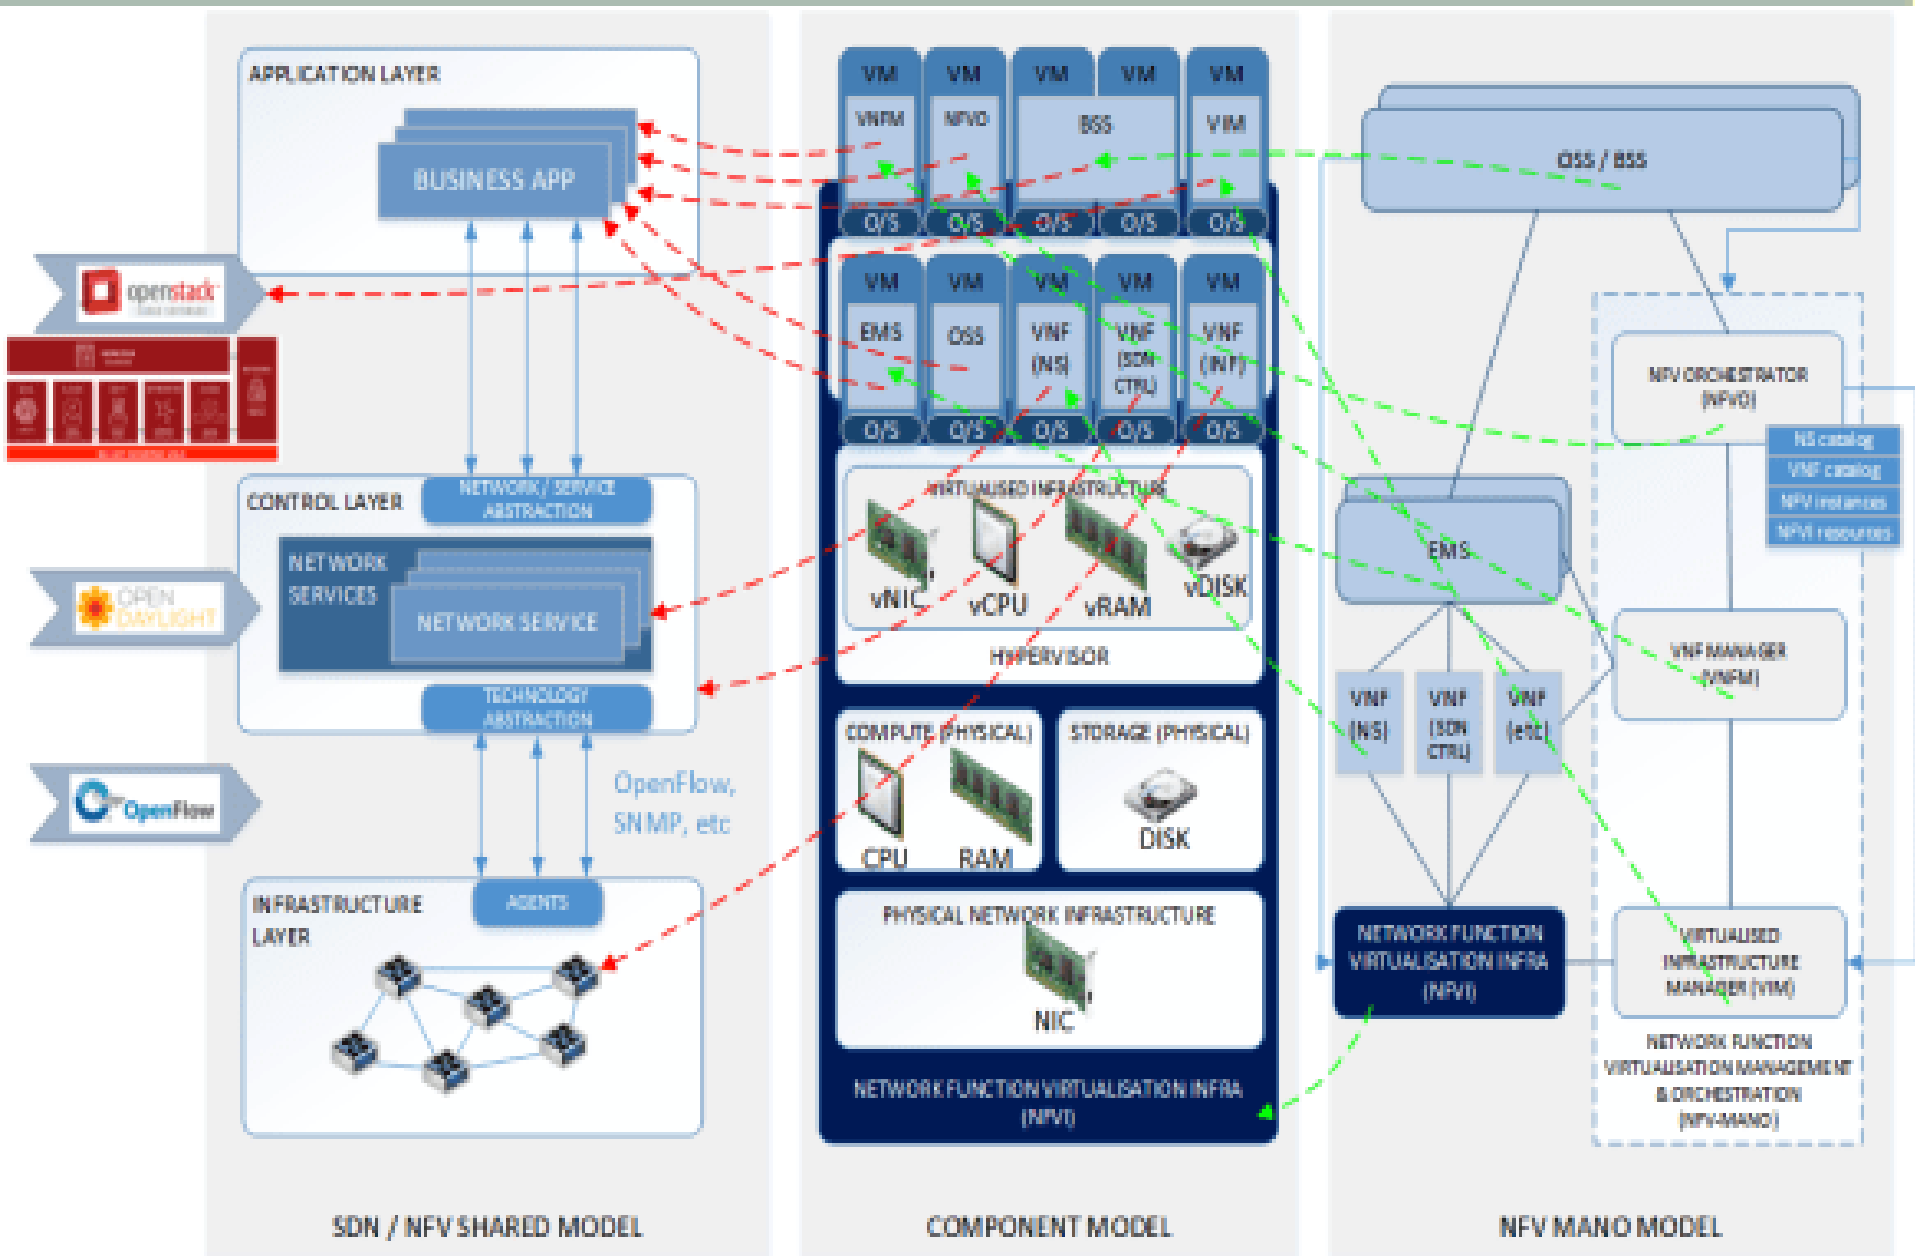 APPLICATION LAYER
BUSINESS APP
openstack
CONTROL LAYER
NETWORK / SERVICE
ABSTRACTION
NETWORK
SERVICES
NETWORK SERVICE
OPEN
DAYLIGHT
TECHNOLOGY
ABSTRACTION
OpenFlow
OpenFlow,
SNMP, etc
INFRASTRUCTURE
LAYER
AGENTS
SDN / NFV SHARED MODEL
VM
VM
VM
VM
VM
VNFM
NFVO
BSS
VIM
O/S
O/S
O/S
O/S
O/S
VM
VM
VM
VM
VM
EMS
OSS
VNF
(NS)
VNF
(SDN
CTRL)
VNF
(INF)
O/S
O/S
O/S
O/S
O/S
VIRTUALISED INFRASTRUCTURE
vNIC
vCPU
vRAM
vDISK
HYPERVISOR
COMPUTE (PHYSICAL)
CPU
RAM
STORAGE (PHYSICAL)
DISK
PHYSICAL NETWORK INFRASTRUCTURE
NIC
NETWORK FUNCTION VIRTUALISATION INFRA
(NFVI)
COMPONENT MODEL
OSS / BSS
NFV ORCHESTRATOR
(NFVO)
NS catalog
VNF catalog
NFV instances
NFVI resources
EMS
VNF MANAGER
(VNFM)
VNF
(NS)
VNF
(SDN
CTRL)
VNF
(etc)
NETWORK FUNCTION
VIRTUALISATION INFRA
(NFVI)
VIRTUALISED
INFRASTRUCTURE
MANAGER (VIM)
NETWORK FUNCTION
VIRTUALISATION MANAGEMENT
& ORCHESTRATION
(NFV-MANO)
NFV MANO MODEL